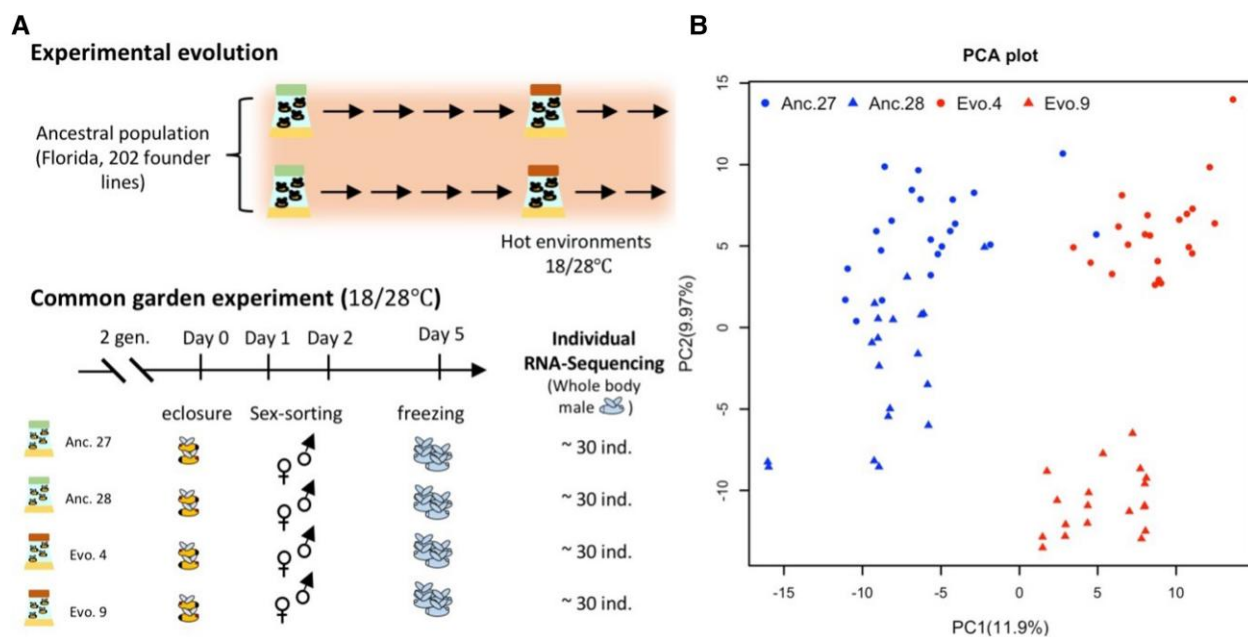 A
Experimental evolution
Ancestral population
(Florida, 202 founder
lines)
Hot environments
18/28℃
Common garden experiment (18/28℃)
2 gen.
Day 0
Day 1
Day 2
Day 5
Individual
RNA-Sequencing
(Whole body
male )
eclosure
Sex-sorting
freezing
Anc. 27
~ 30 ind.
Anc. 28
~ 30 ind.
Evo. 4
~ 30 ind.
Evo. 9
~ 30 ind.
B
PCA plot
Anc.27
Anc.28
Evo.4
Evo.9
PC2(9.97%)
15
10
5
0
-5
-10
-15
-10
-5
0
5
10
PC1(11.9%)